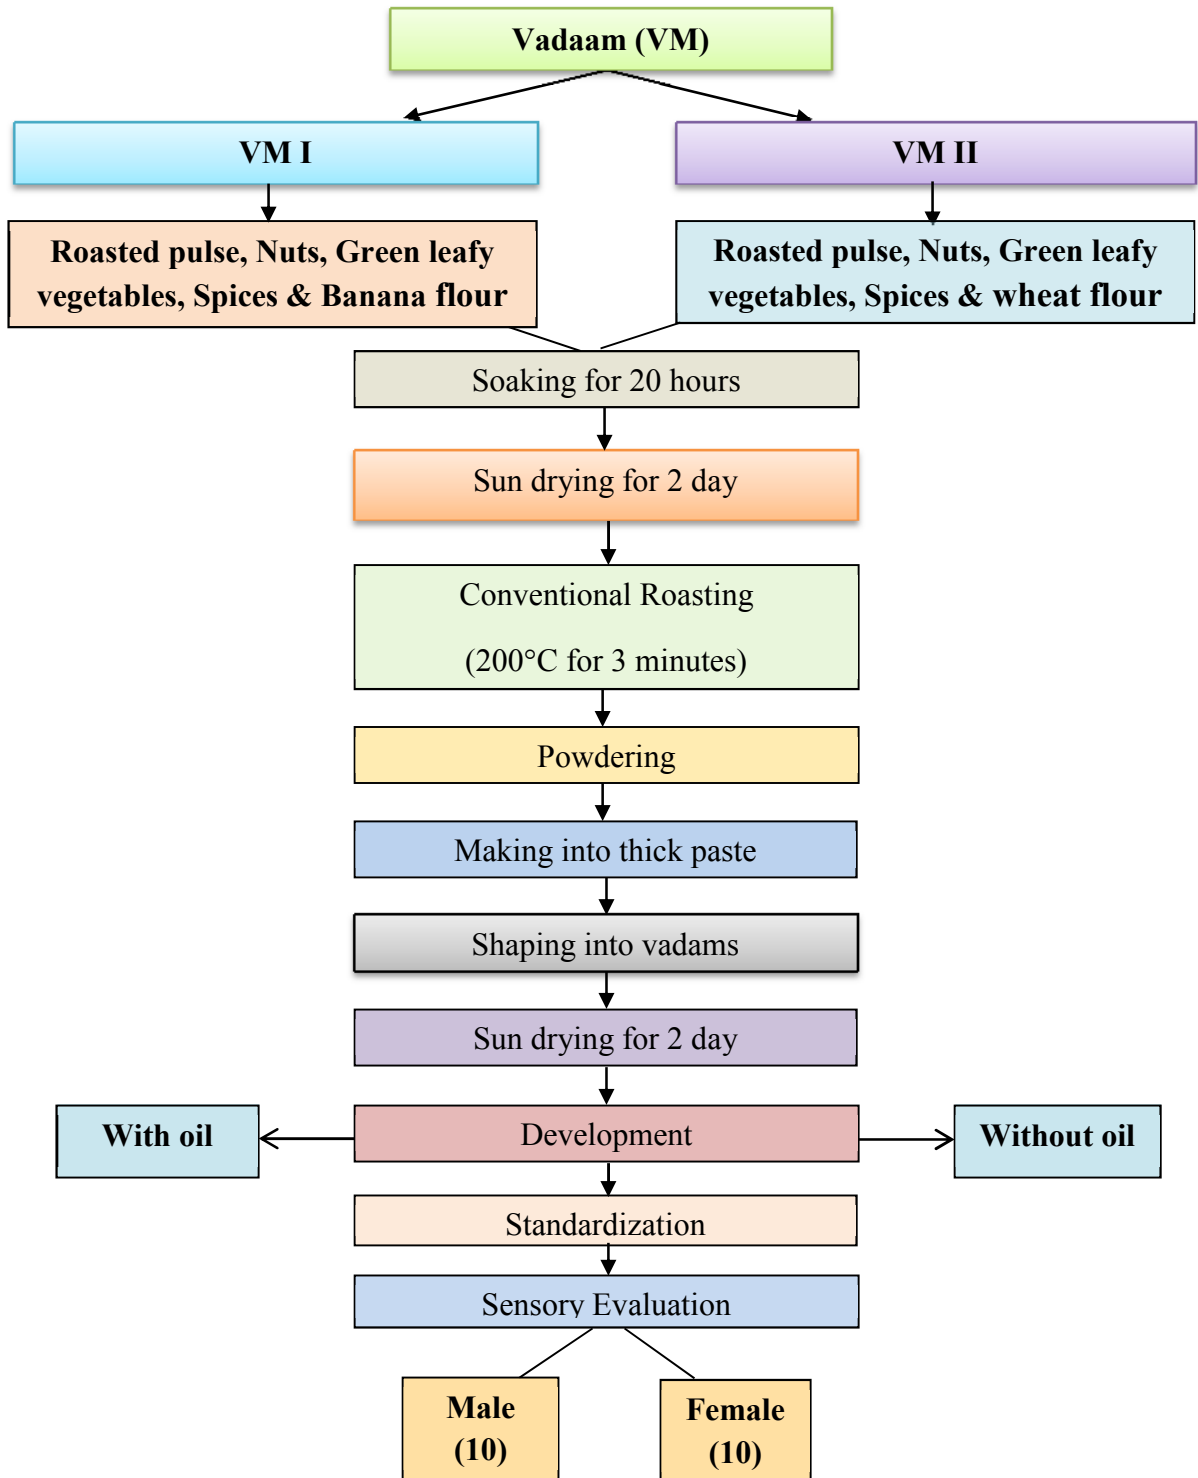 Vadaam (VM)
VM I
VM II
Roasted pulse, Nuts, Green leafy
vegetables, Spices & Banana flour
Roasted pulse, Nuts, Green leafy
vegetables, Spices & wheat flour
Soaking for 20 hours
Sun drying for 2 day
Conventional Roasting
(200°C for 3 minutes)
Powdering
Making into thick paste
Shaping into vadams
Sun drying for 2 day
With oil
Development
Without oil
Standardization
Sensory Evaluation
Male
(10)
Female
(10)